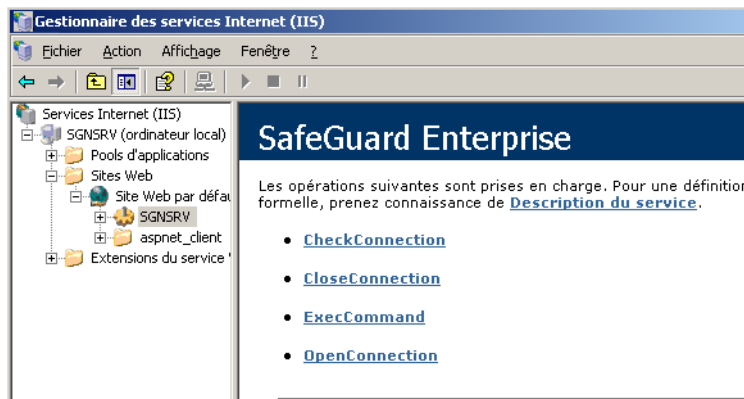 Gestionnaire des services Internet (IIS)
Fichier Action Affichage Fenêtre ?
Services Internet (IIS)
SGNSRV (ordinateur local)
Pools d'applications
Sites Web
Site Web par défau
SGNSRV
aspnet_client
Extensions du service
SafeGuard Enterprise
Les opérations suivantes sont prises en charge. Pour une définition
formelle, prenez connaissance de Description du service.
CheckConnection
CloseConnection
ExecCommand
OpenConnection